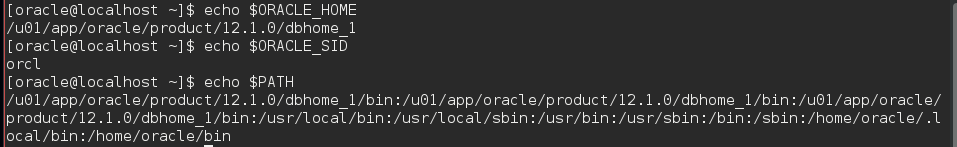 [oracle@localhost ~]$ echo $ORACLE_HOME
/u01/app/oracle/product/12.1.0/dbhome_1
[oracle@localhost ~]$ echo $ORACLE_SID
orcl
[oracle@localhost ~]$ echo $PATH
/u01/app/oracle/product/12.1.0/dbhome_1/bin:/u01/app/oracle/product/12.1.0/dbhome_1/bin:/u01/app/oracle/
product/12.1.0/dbhome_1/bin:/usr/local/bin:/usr/local/sbin:/usr/bin:/usr/sbin:/bin:/sbin:/home/oracle/.l
ocal/bin:/home/oracle/bin